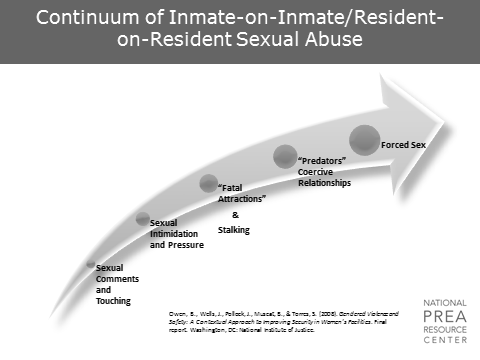 Continuum of Inmate-on-Inmate/Resident-
on-Resident Sexual Abuse
Forced Sex
"Predators"
Coercive
Relationships
"Fatal
Attractions"
&
Stalking
Sexual
Intimidation
and Pressure
Sexual
Comments
and
Touching
Owen, B., Wells, J., Pollock, J., Muscat, B., & Torres, S. (2008). Gendered Violence and
Safety: A Contextual Approach to Improving Security in Women's Facilities. Final
report. Washington, DC: National Institute of Justice.
NATIONAL
PREA
RESOURCE
CENTER